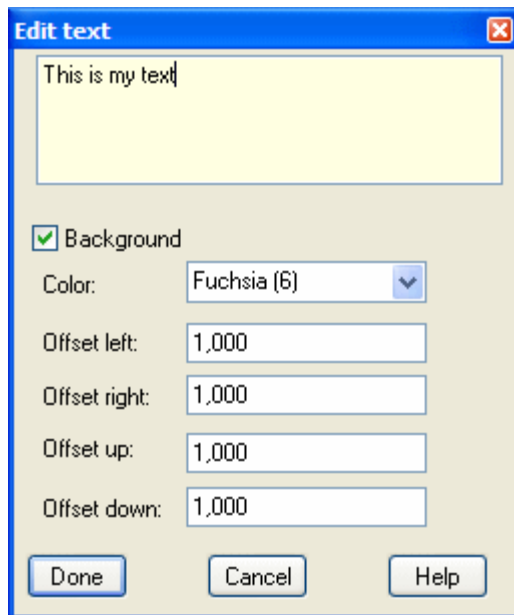 Edit text
This is my text
Background
Color: Fuchsia (6)
Offset left: 1,000
Offset right: 1,000
Offset up: 1,000
Offset down: 1,000
Done Cancel Help